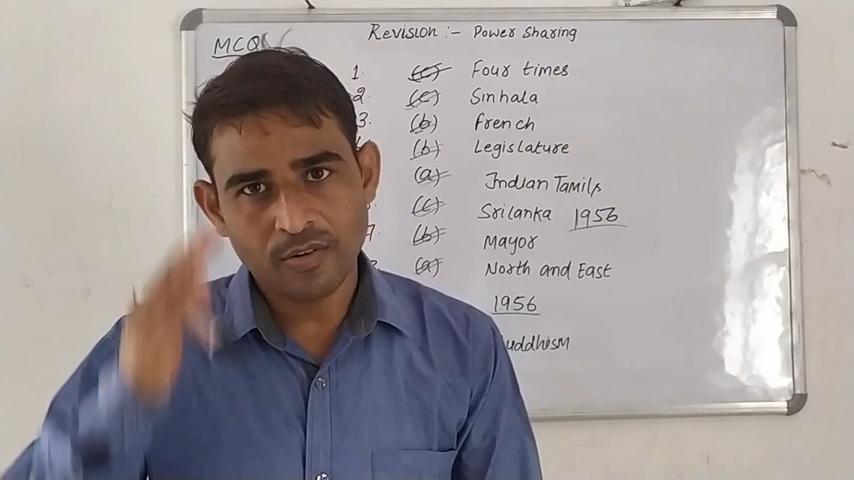 Revision :- Power Sharing
MCQ
1. (c) Four times
2 (c) Sinhala
3. (b) French
(b) Legislature
(a) Indian Tamils
(c) Srilanka 1956
7. (b) Mayor
(a) North and East
1956
uddhism